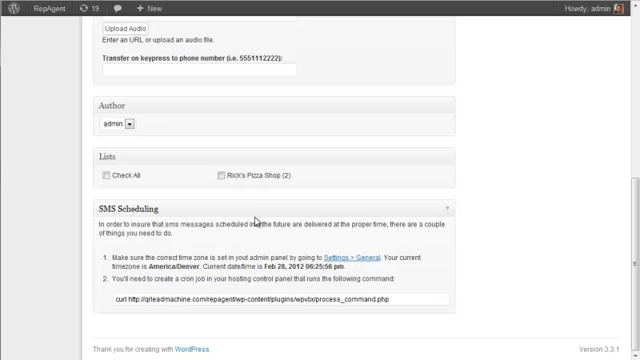 RepAgent 19 New Howdy, admin
Upload Audio
Enter an URL or upload an audio file.
Transfer on keypress to phone number (i.e. 5551112222):
Author
admin
Lists
Check All Rick's Pizza Shop (2)
SMS Scheduling
In order to insure that sms messages scheduled in the future are delivered at the proper time, there are a couple
of things you need to do.
1. Make sure the correct time zone is set in your admin panel by going to Settings > General. Your current
timezone is America/Denver. Current date/time is Feb 28, 2012 06:25:56 pm.
2. You'll need to create a cron job in your hosting control panel that runs the following command:
curl http://qrleadmachine.com/repagent/wp-content/plugins/wpvbx/process_command.php
Thank you for creating with WordPress. Version 3.3.1